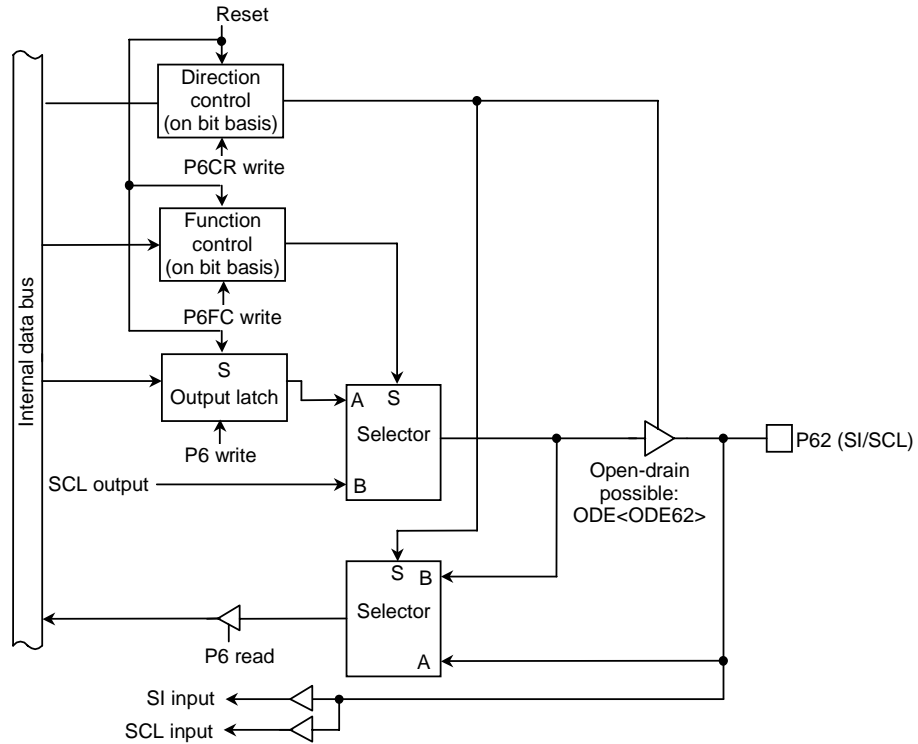 Reset
Direction
control
(on bit basis)
P6CR write
Function
control
(on bit basis)
P6FC write
Internal data bus
S
Output latch
P6 write
A
S
Selector
B
SCL output
P62 (SI/SCL)
Open-drain
possible:
ODE<ODE62>
S
B
Selector
A
P6 read
SI input
SCL input